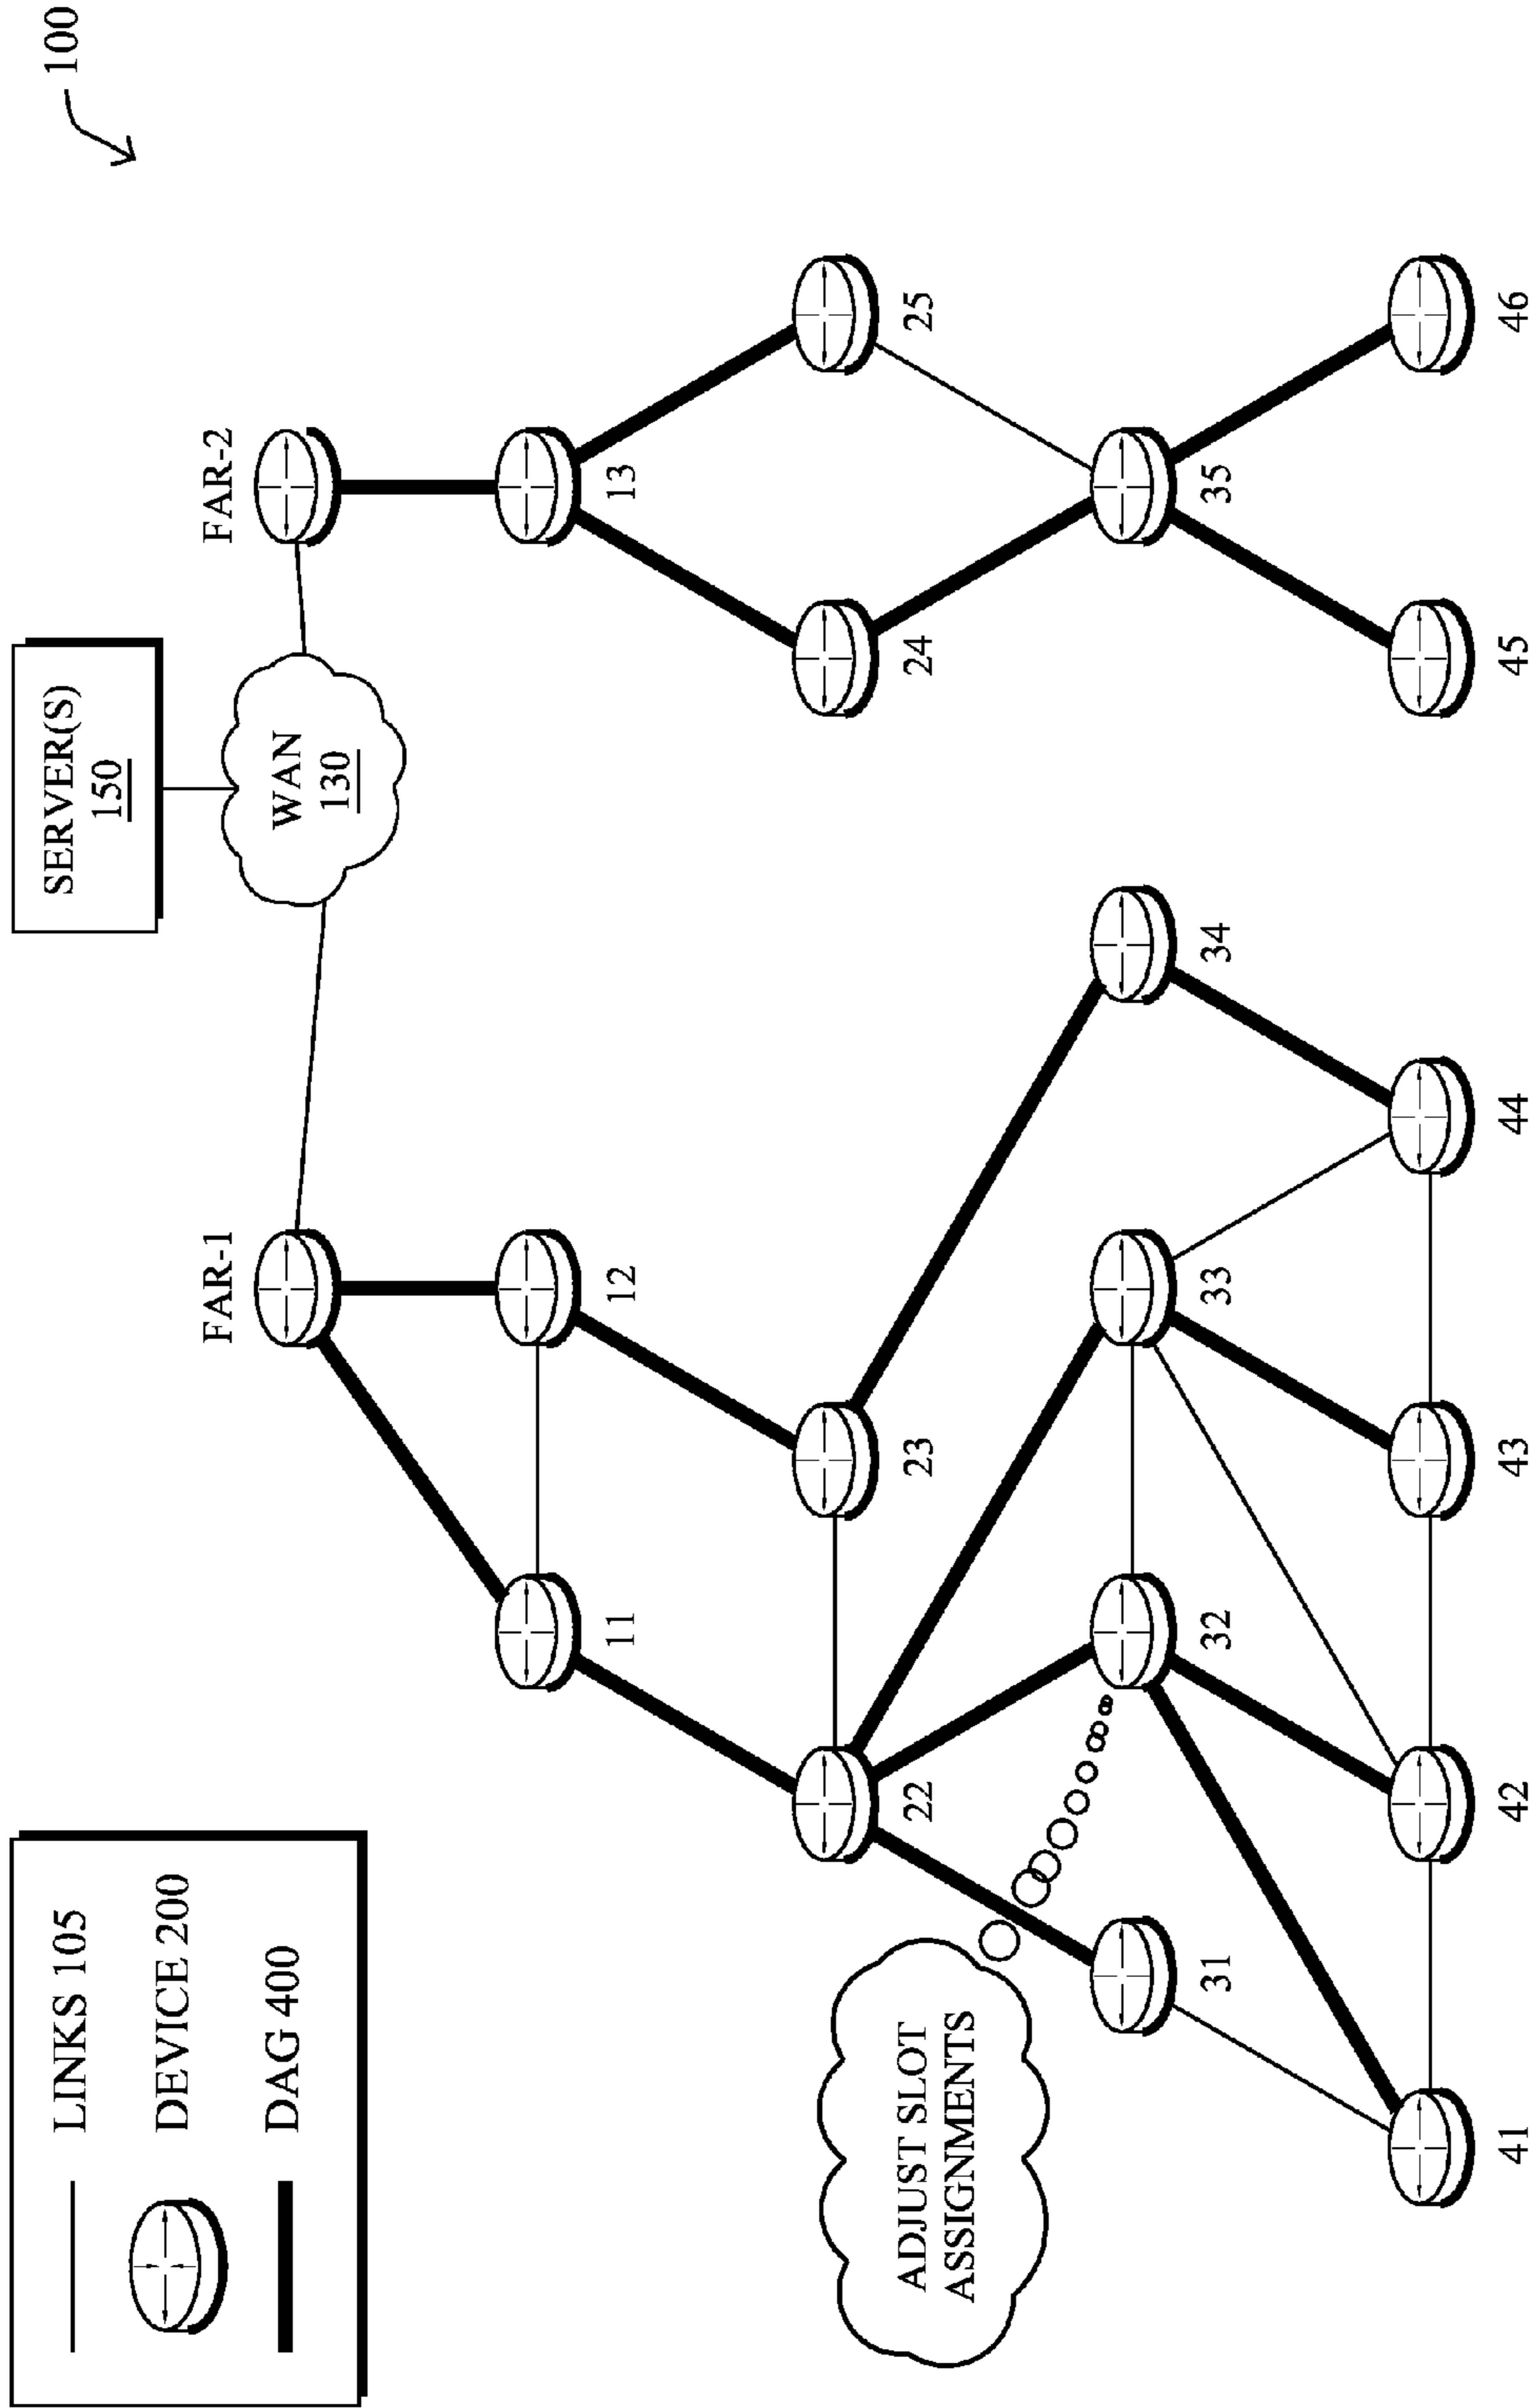 LINKS 105
DEVICE 200
DAG 400
SERVER(S)
150
100
WAN
130
FAR-1
FAR-2
11
12
13
22
23
24
25
ADJUST SLOT
ASSIGNMENTS
31
32
33
34
35
41
42
43
44
45
46